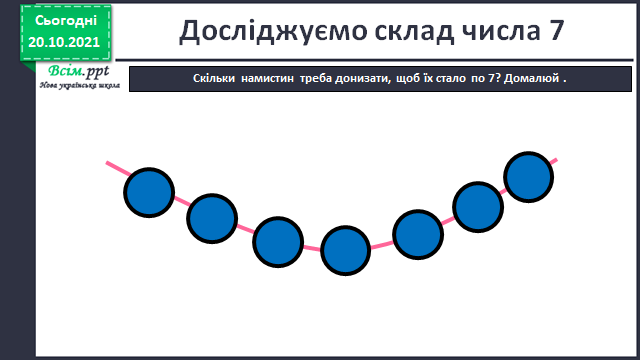 Сьогодні
20.10.2021
Досліджуємо склад числа 7
Всім.ppt
Нова українська школа
Скільки намистин треба донизати, щоб їх стало по 7? Домалюй .